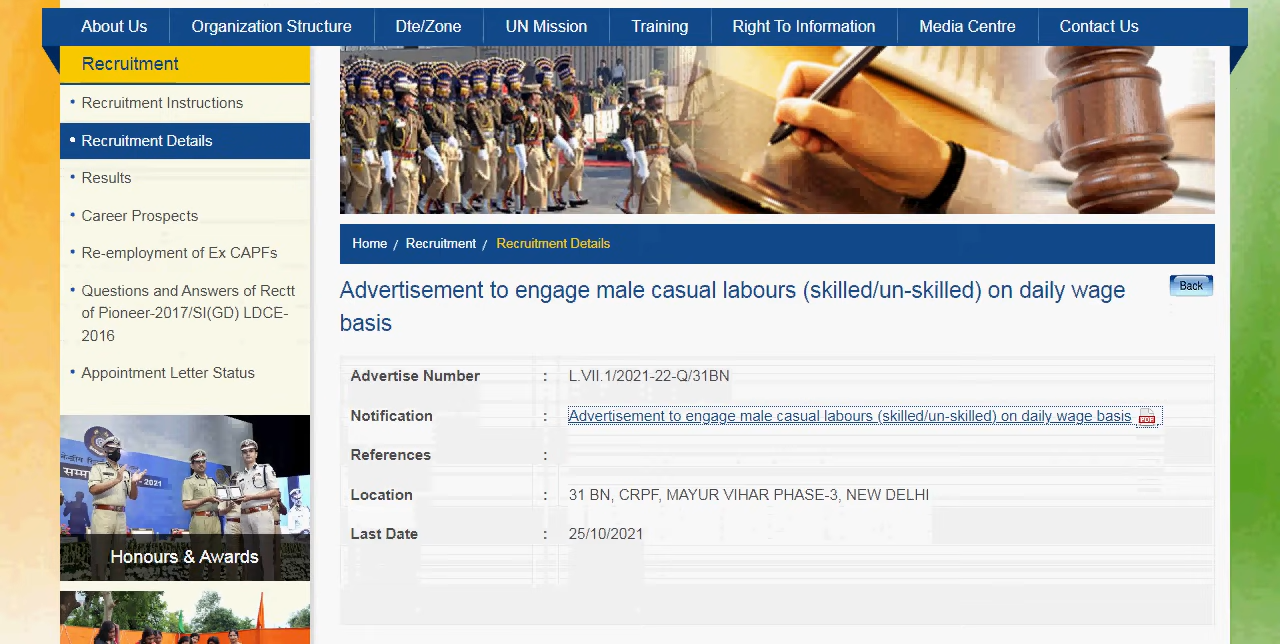 About Us Organization Structure Dte/Zone UN Mission Training Right To Information Media Centre Contact Us
Recruitment
• Recruitment Instructions
• Recruitment Details
• Results
• Career Prospects
• Re-employment of Ex CAPFs
• Questions and Answers of Rectt
of Pioneer-2017/SI(GD) LDCE-
2016
• Appointment Letter Status
सम्मा
2021
Honours & Awards
Home / Recruitment / Recruitment Details
Advertisement to engage male casual labours (skilled/un-skilled) on daily wage
basis
Back
Advertise Number : L.VII.1/2021-22-Q/31BN
Notification : Advertisement to engage male casual labours (skilled/un-skilled) on daily wage basis PDF
References :
Location : 31 BN, CRPF, MAYUR VIHAR PHASE-3, NEW DELHI
Last Date : 25/10/2021